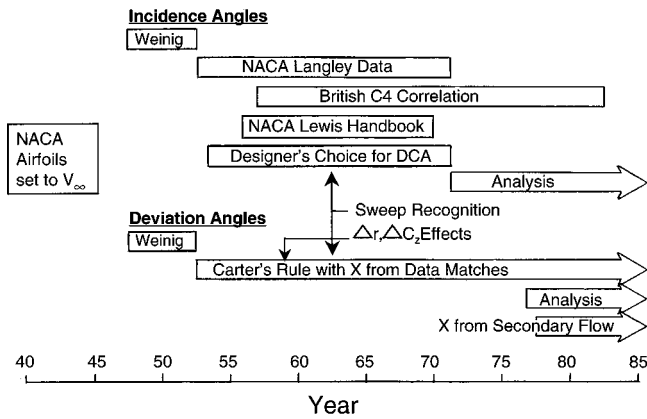 Incidence Angles
Weinig
NACA Langley Data
British C4 Correlation
NACA Lewis Handbook
Designer's Choice for DCA
NACA
Airfoils
set to V∞
Analysis
Sweep Recognition
Deviation Angles
Δr,ΔCzEffects
Weinig
Carter's Rule with X from Data Matches
Analysis
X from Secondary Flow
40 45 50 55 60 65 70 75 80 85
Year